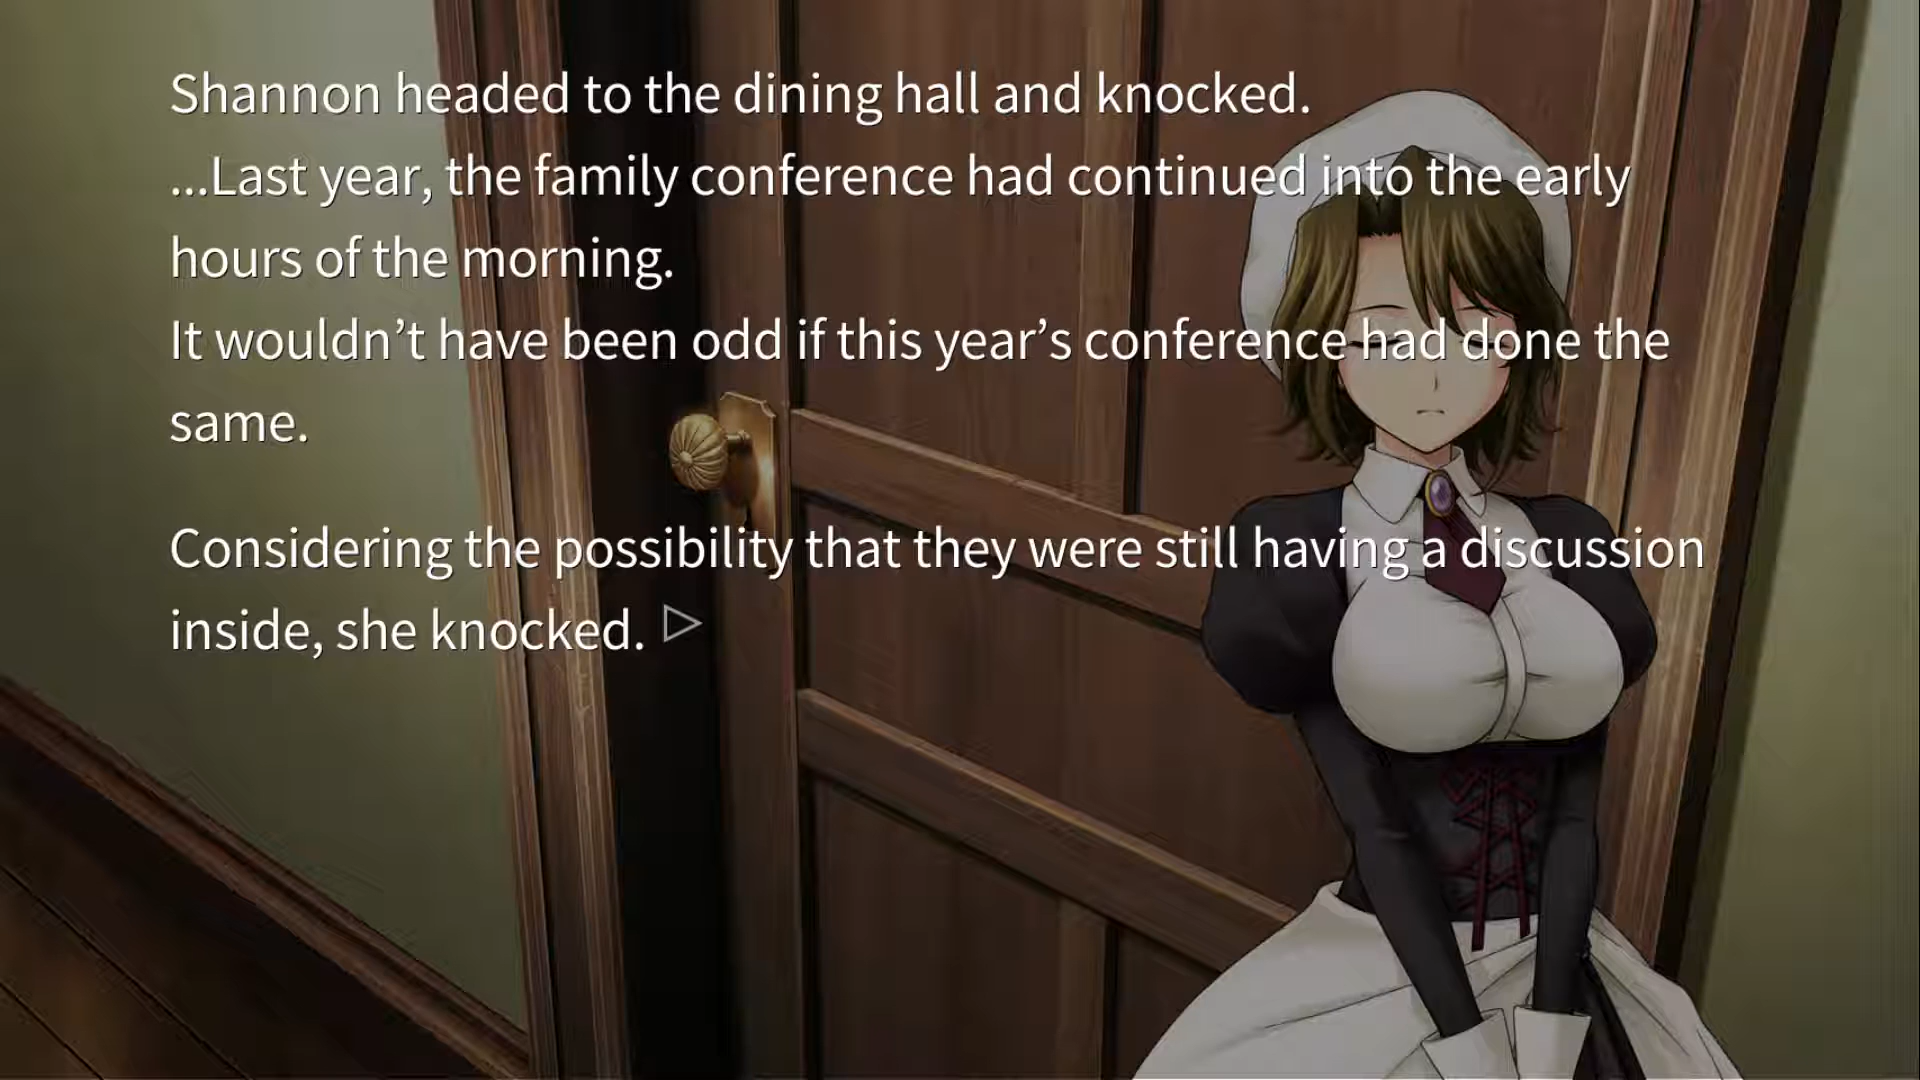 Shannon headed to the dining hall and knocked.
...Last year, the family conference had continued into the early
hours of the morning.
It wouldn’t have been odd if this year’s conference had done the
same.
Considering the possibility that they were still having a discussion
inside, she knocked.